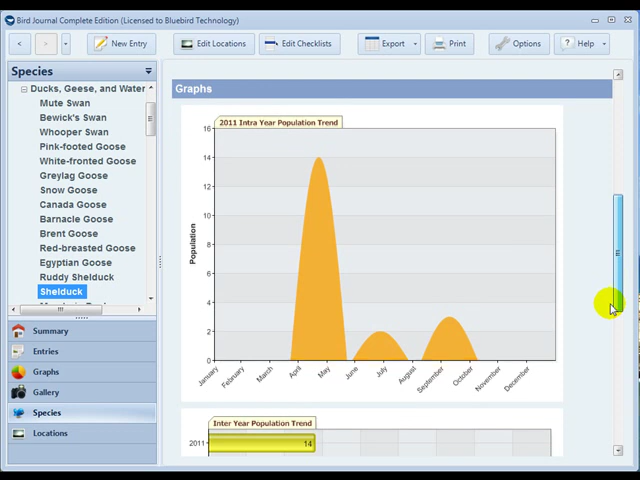 Bird Journal Complete Edition (Licensed to Bluebird Technology)
< > New Entry Edit Locations Edit Checklists Export Print Options Help
Species
Ducks, Geese, and Water
Mute Swan
Bewick's Swan
Whooper Swan
Pink-footed Goose
White-fronted Goose
Greylag Goose
Snow Goose
Canada Goose
Barnacle Goose
Brent Goose
Red-breasted Goose
Egyptian Goose
Ruddy Shelduck
Shelduck
Summary
Entries
Graphs
Gallery
Species
Locations
Graphs
2011 Intra Year Population Trend
Population
16
14
12
10
8
6
4
2
0
January February March April May June July August September October November December
Inter Year Population Trend
2011 14